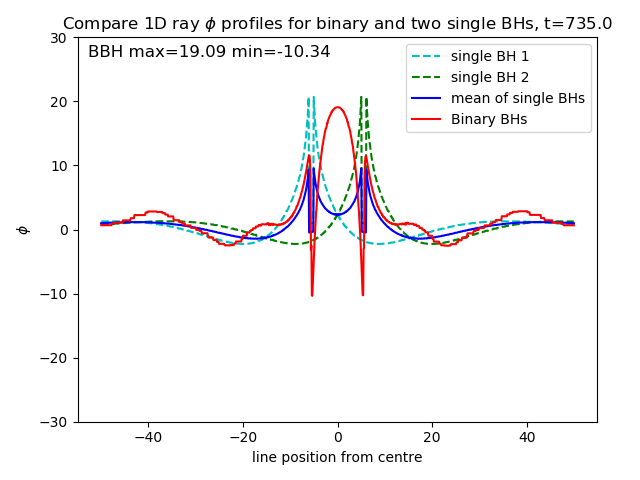 Compare 1D ray ϕ profiles for binary and two single BHs, t=735.0
BBH max=19.09 min=-10.34
single BH 1
single BH 2
mean of single BHs
Binary BHs
30
20
10
0
−10
−20
−30
ϕ
−40
−20
0
20
40
line position from centre